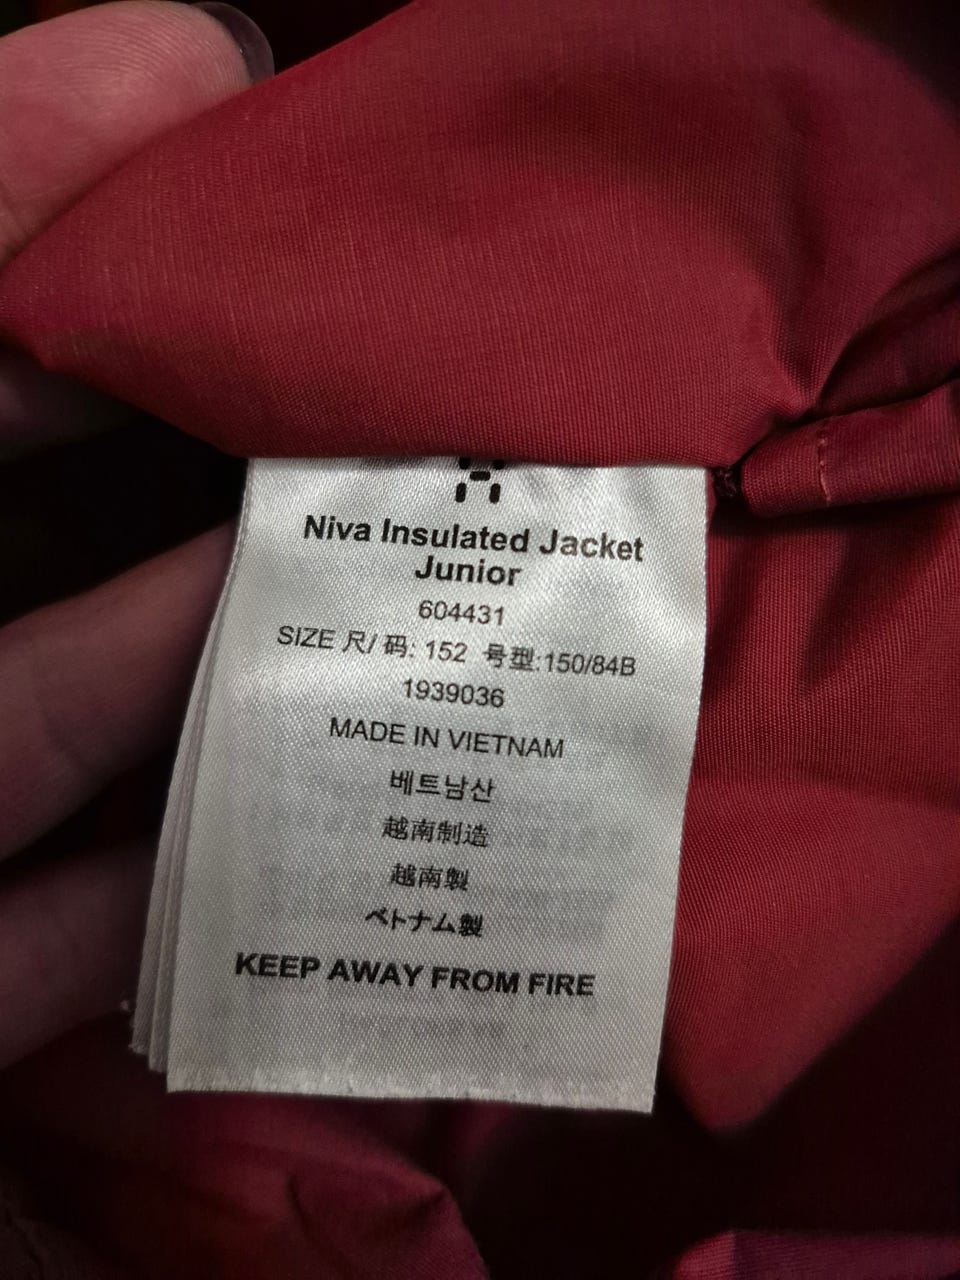 Niva Insulated Jacket
Junior
604431
SIZE 尺/ 码: 152 号型:150/84B
1939036
MADE IN VIETNAM
베트남산
越南制造
越南製
ベトナム製
KEEP AWAY FROM FIRE